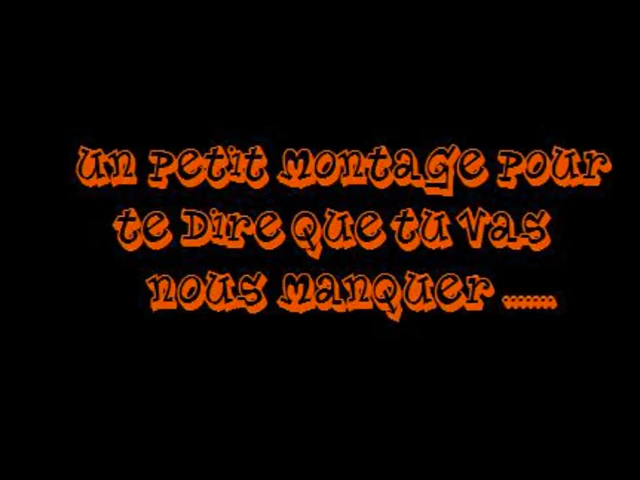 un petit montage pour
te Dire que tu vas
nous manquer .......